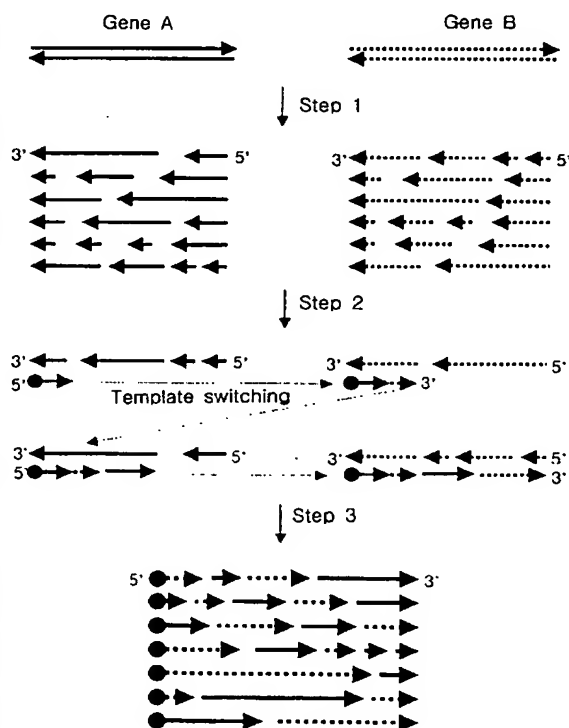 Gene A
Gene B
Step 1
3' 5'
3' 5'
Step 2
3' 5'
3' 5'
5'
3'
Template switching
3' 5'
3' 5'
5'
3'
Step 3
5' 3'